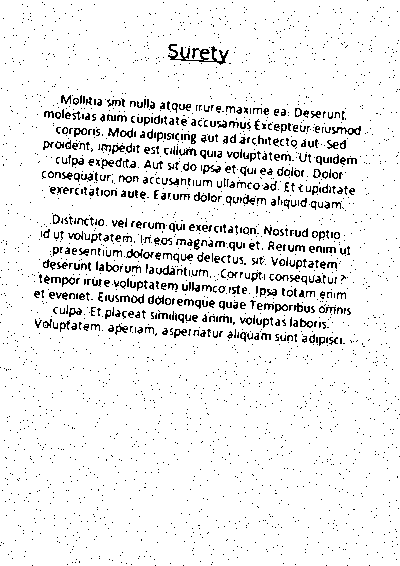 Surety
Mollitia sint nulla atque irure maxime ea. Deserunt
molestias anim cupiditate accusamus Excepteur eiusmod
corporis. Modi adipisicing aut ad architecto aut. Sed
proident, impedit est cillum quia voluptatem. Ut quidem
culpa expedita. Aut sit do ipsa et qui ea dolor. Dolor
consequatur, non accusantium ullamco ad. Et cupiditate
exercitation aute. Earum dolor quidem aliquid quam.
Distinctio. vel rerum qui exercitation. Nostrud optio
id ut voluptatem. In eos magnam qui et. Rerum enim ut
praesentium doloremque delectus, sit. Voluptatem
deserunt laborum laudantium. Corrupti consequatur?
tempor irure voluptatem ullamco iste. Ipsa totam enim
et eveniet. Eiusmod doloremque quae Temporibus omnis
culpa. Et placeat similique animi, voluptas laboris.
Voluptatem. aperiam, aspernatur aliquam sunt adipisci.